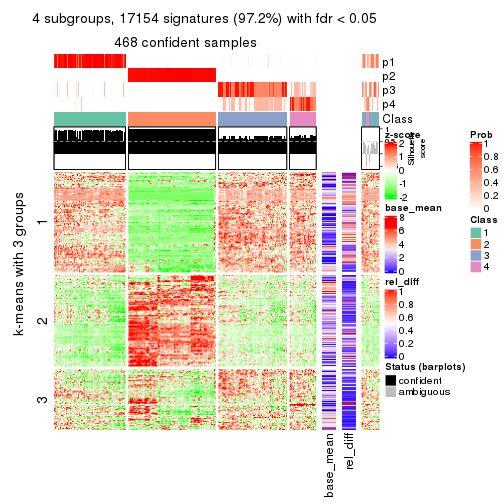 4 subgroups, 17154 signatures (97.2%) with fdr < 0.05
468 confident samples
p1
p2
p3
p4
Class
z-score
2
1
0
-1
-2
1
0
Silhouette
score
base_mean
8
6
4
2
0
rel_diff
1
0.8
0.6
0.4
0.2
0
Status (barplots)
confident
ambiguous
Prob
1
0.8
0.6
0.4
0.2
0
Class
1
2
3
4
k-means with 3 groups
1
2
3
base_mean
rel_diff